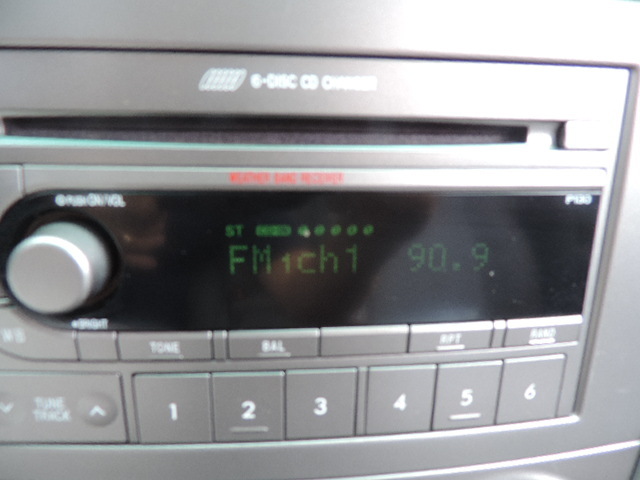 6-DISC CD CHANGER
WEATHER BAND RECEIVER
PUSH ON/VOL
ST
FM1ch1 90.9
TONE BAL RPT RAND
TUNE
TRACK
1 2 3 4 5 6